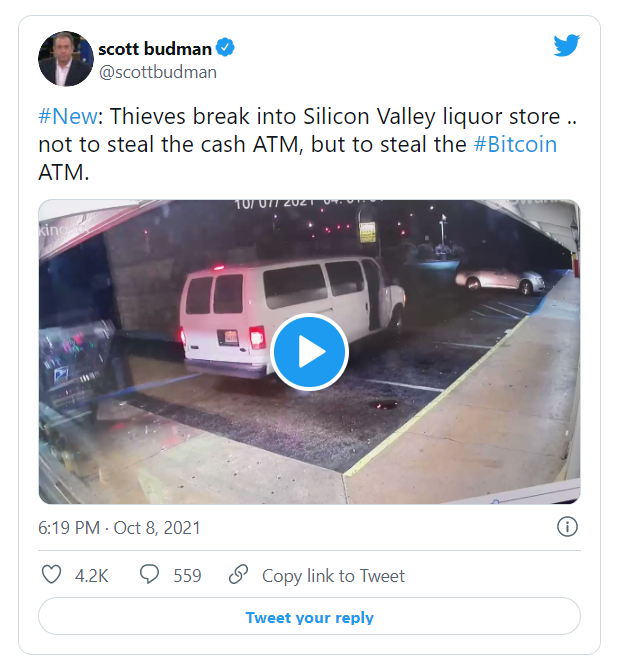 scott budman
@scottbudman
#New: Thieves break into Silicon Valley liquor store ..
not to steal the cash ATM, but to steal the #Bitcoin
ATM.
10/07/2021
6:19 PM · Oct 8, 2021
4.2K 559 Copy link to Tweet
Tweet your reply